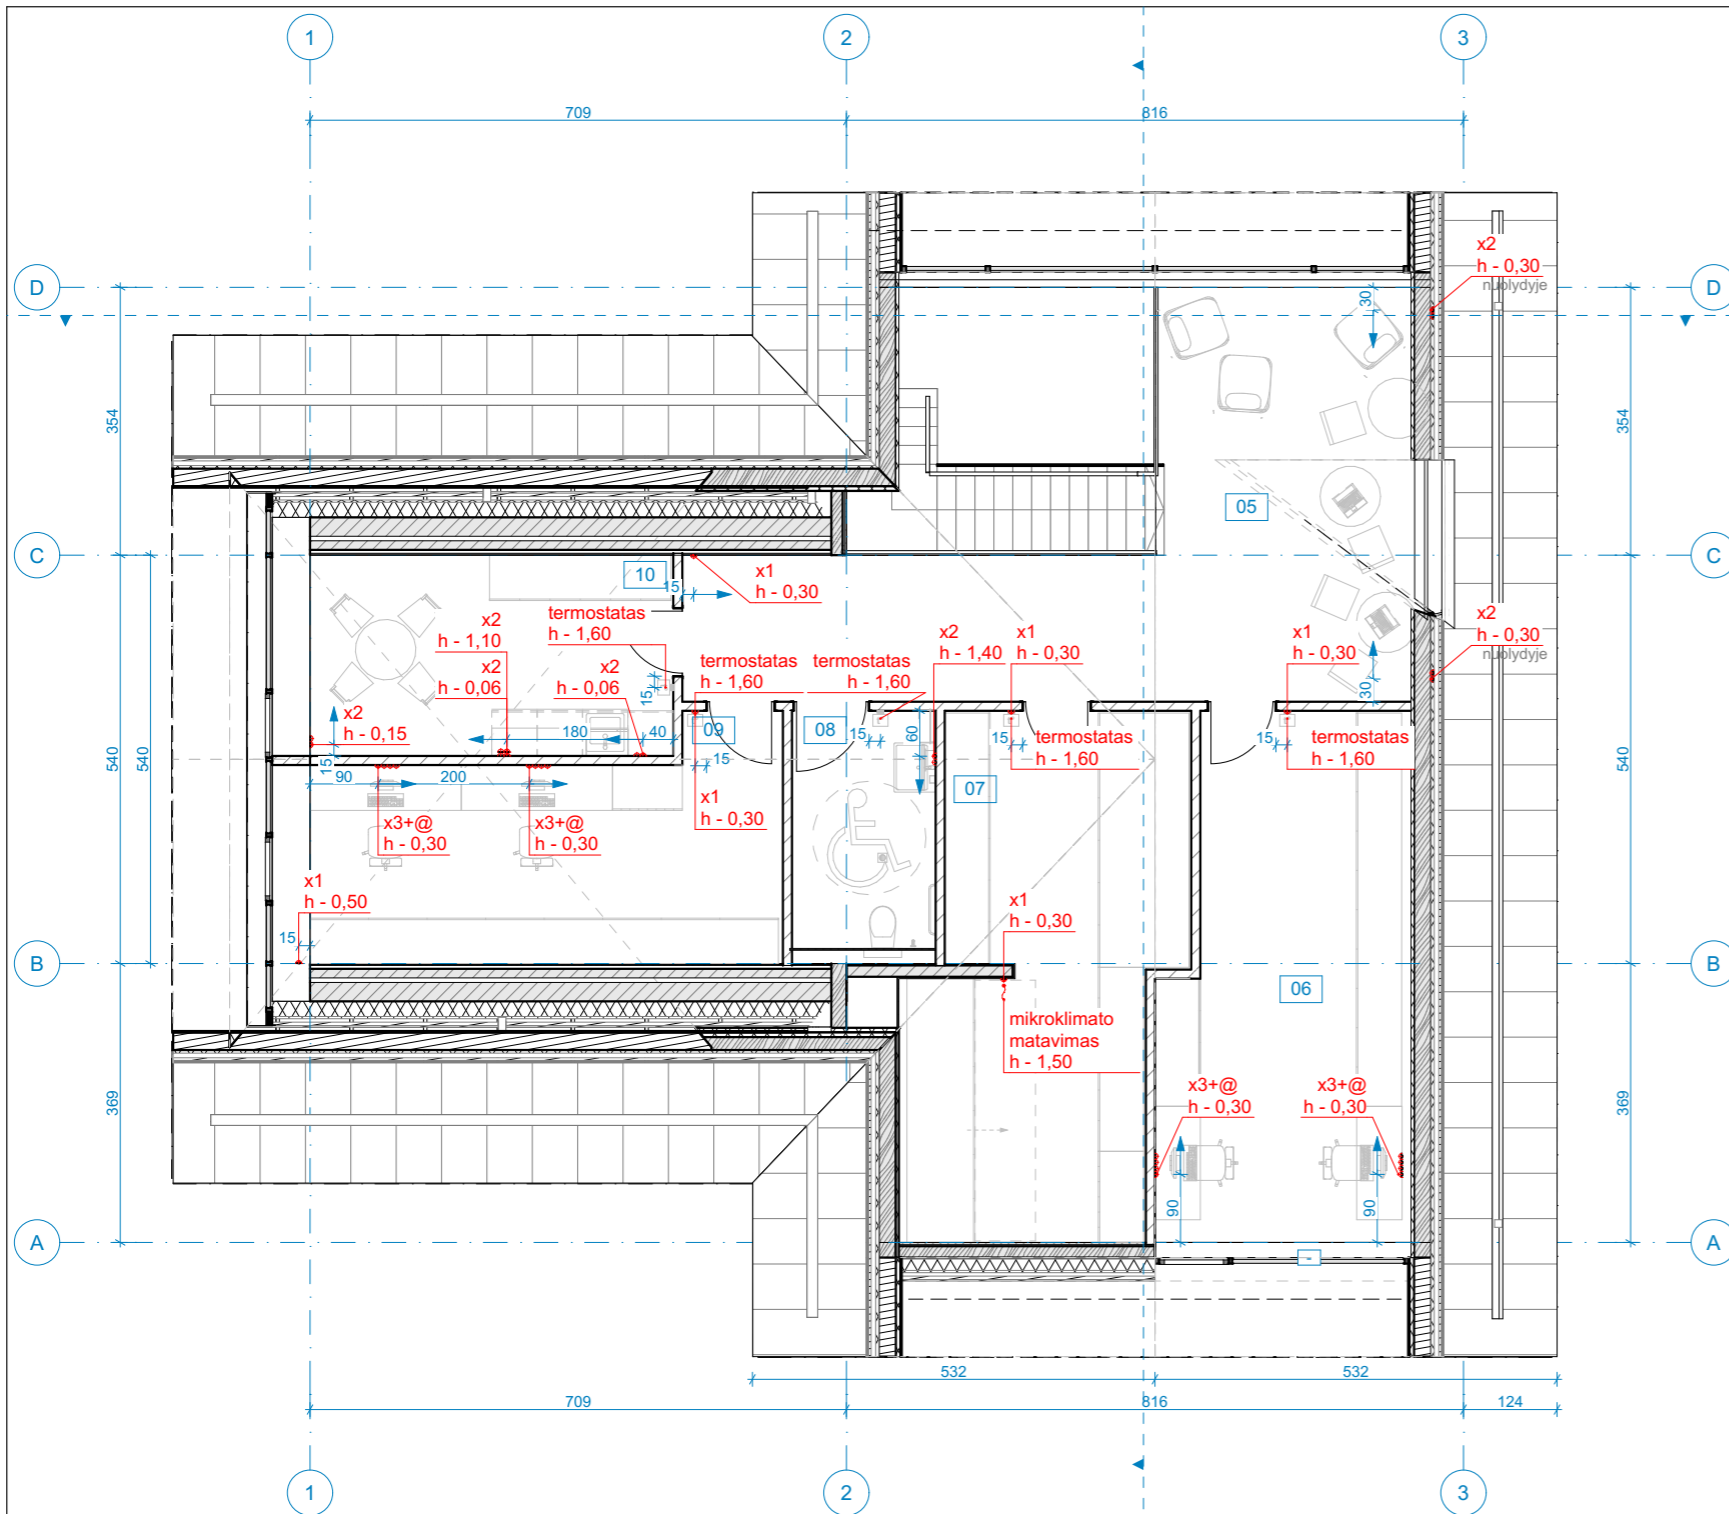 1
2
3
709
816
x2
h - 0,30
nuolydyje
D
D
30
354
354
05
C
C
10
15
x1
h - 0,30
termostatas
h - 1,60
x2
h - 1,10
x2
h - 0,06
x2
h - 0,06
termostatas
h - 1,60
termostatas
h - 1,60
x2
h - 1,40
x1
h - 0,30
x1
h - 0,30
x2
h - 0,30
nuolydyje
30
15
x2
h - 0,15
180
40
09
08
15
60
15
termostatas
h - 1,60
15
termostatas
h - 1,60
540
540
540
15
90
200
15
07
x1
h - 0,30
x3+@
h - 0,30
x3+@
h - 0,30
x1
h - 0,50
15
x1
h - 0,30
B
B
06
mikroklimato
matavimas
h - 1,50
x3+@
h - 0,30
x3+@
h - 0,30
369
369
90
90
A
A
532
532
709
816
124
1
2
3